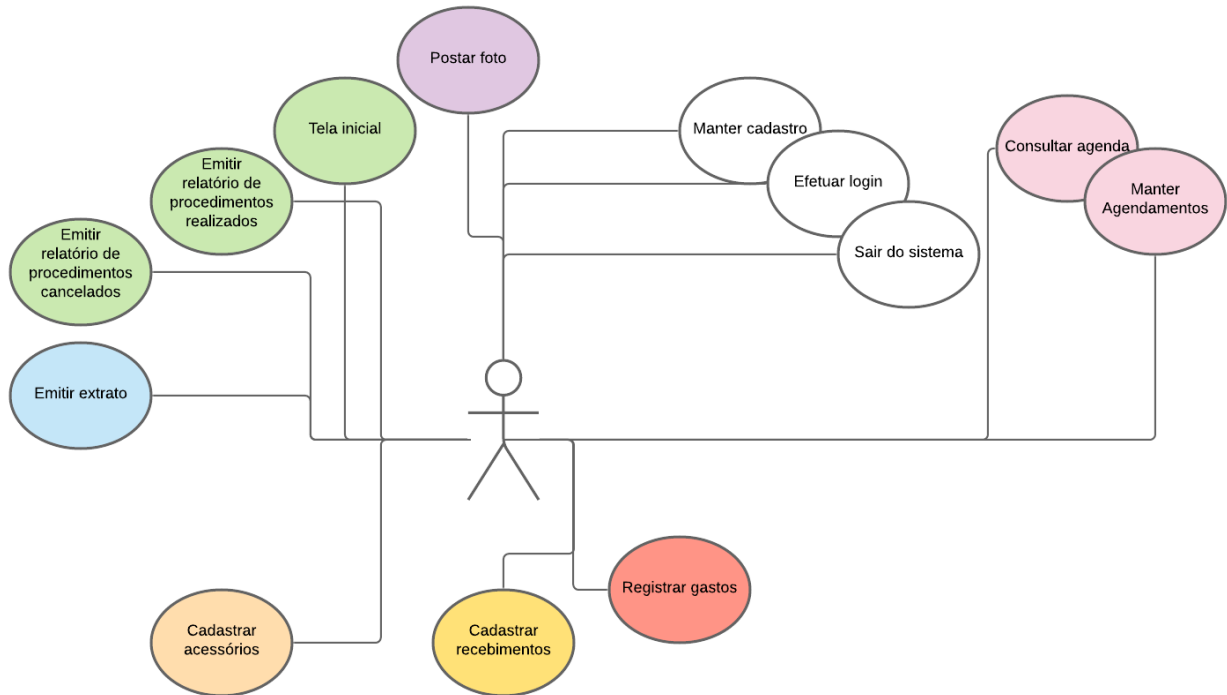 Postar foto
Tela inicial
Manter cadastro
Consultar agenda
Emitir
relatório de
procedimentos
realizados
Efetuar login
Manter
Agendamentos
Emitir
relatório de
procedimentos
cancelados
Sair do sistema
Emitir extrato
Registrar gastos
Cadastrar
acessórios
Cadastrar
recebimentos